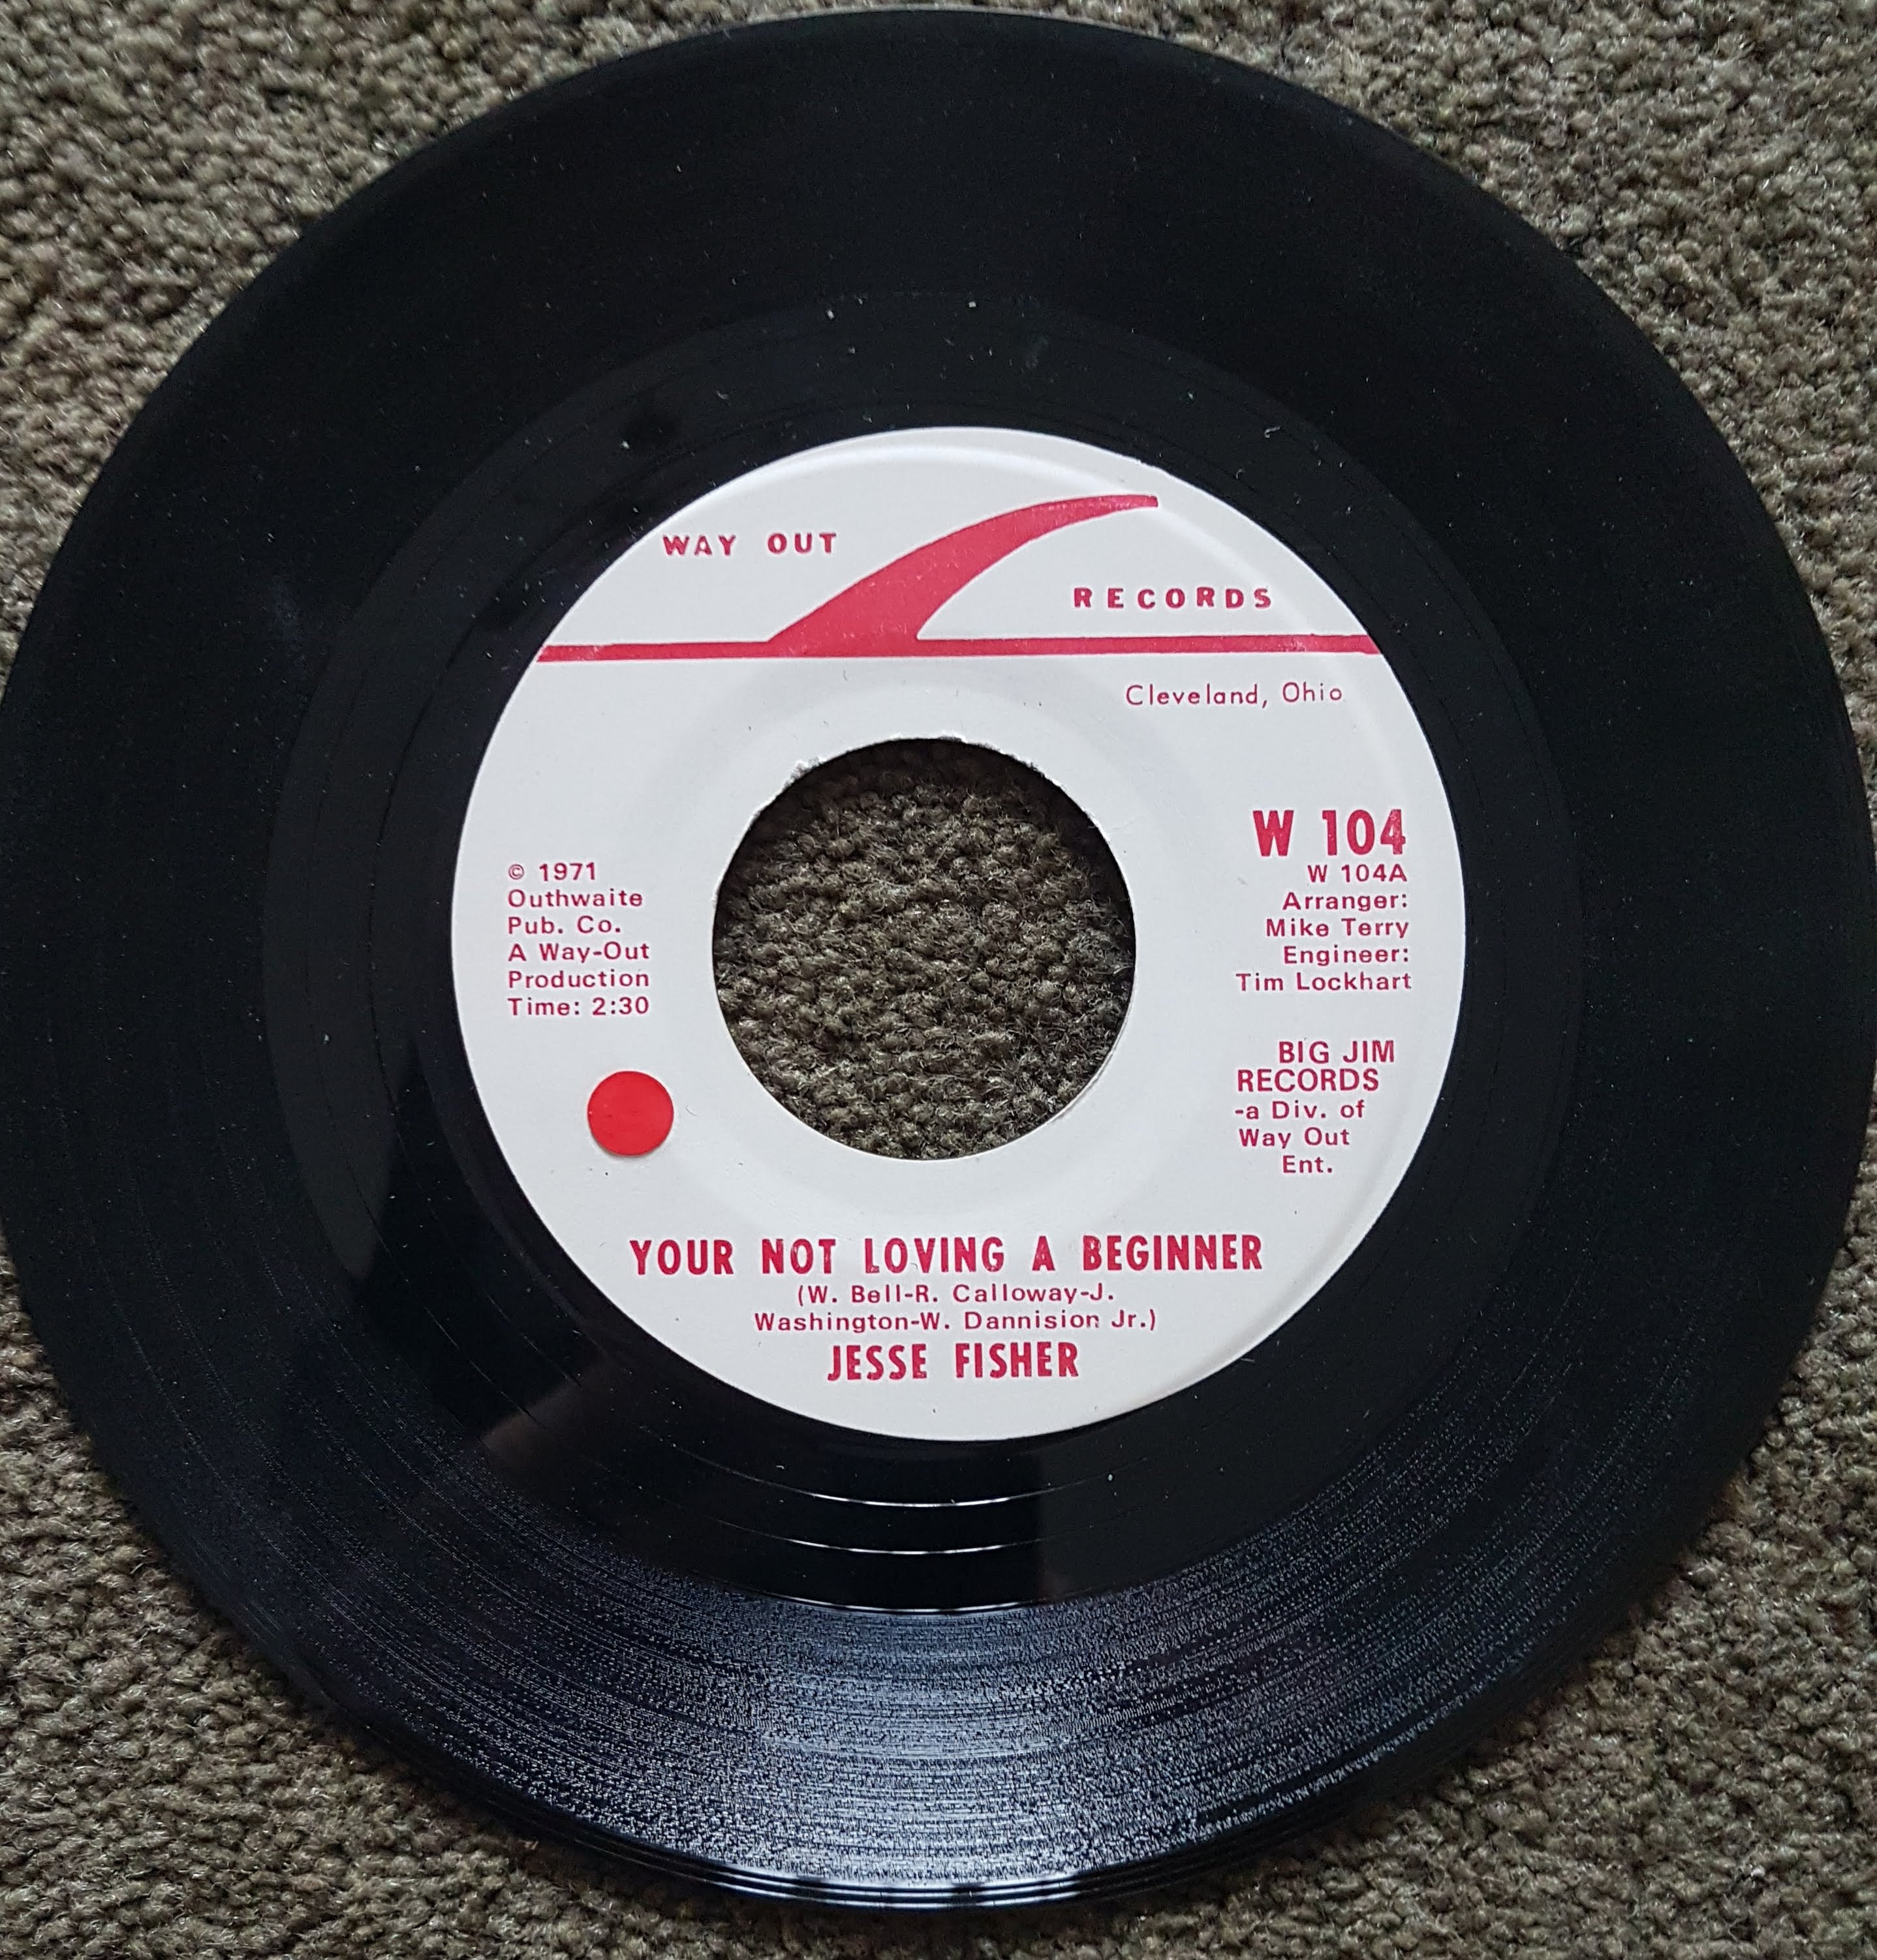 WAY OUT
RECORDS
Cleveland, Ohio
© 1971
Outhwaite
Pub. Co.
A Way-Out
Production
Time: 2:30
W 104
W 104A
Arranger:
Mike Terry
Engineer:
Tim Lockhart
BIG JIM
RECORDS
-a Div. of
Way Out
Ent.
YOUR NOT LOVING A BEGINNER
(W. Bell-R. Calloway-J.
Washington-W. Dannision Jr.)
JESSE FISHER